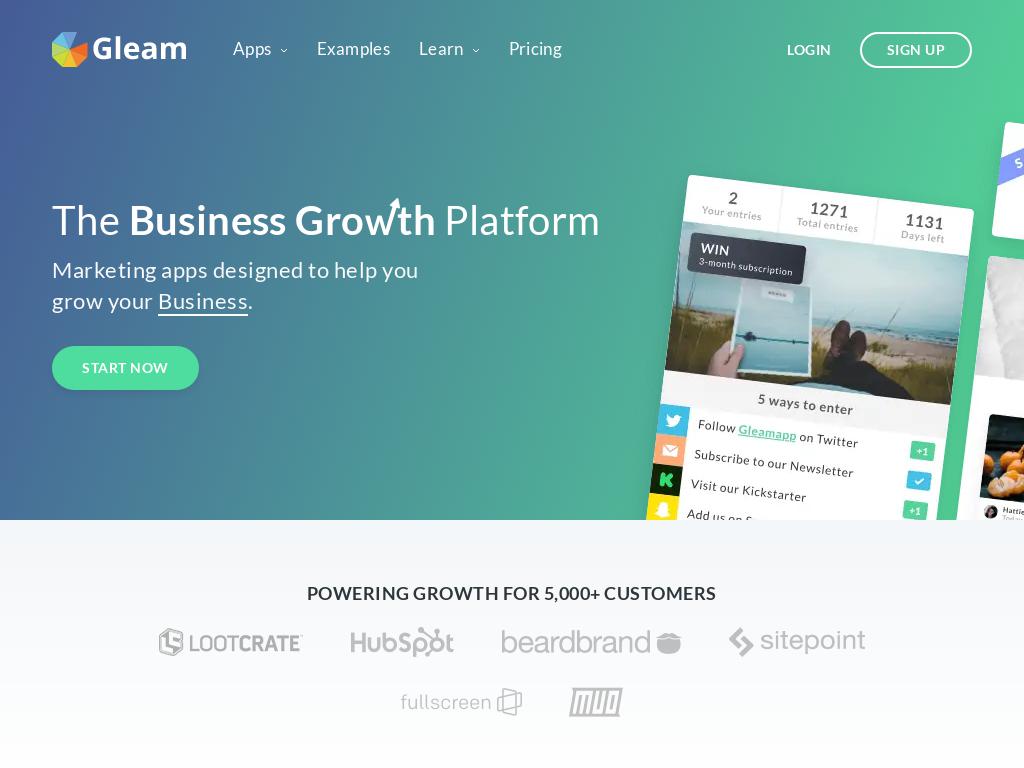 Gleam
Apps
Examples
Learn
Pricing
LOGIN
SIGN UP
The Business Growth Platform
Marketing apps designed to help you
grow your Business.
START NOW
2
Your entries
1271
Total entries
1131
Days left
WIN
3-month subscription
5 ways to enter
Follow Gleamapp on Twitter
+1
Subscribe to our Newsletter
Visit our Kickstarter
+1
Add us on S
S
Hattie
POWERING GROWTH FOR 5,000+ CUSTOMERS
LOOTCRATE
HubSpot
beardbrand
sitepoint
fullscreen
MUO